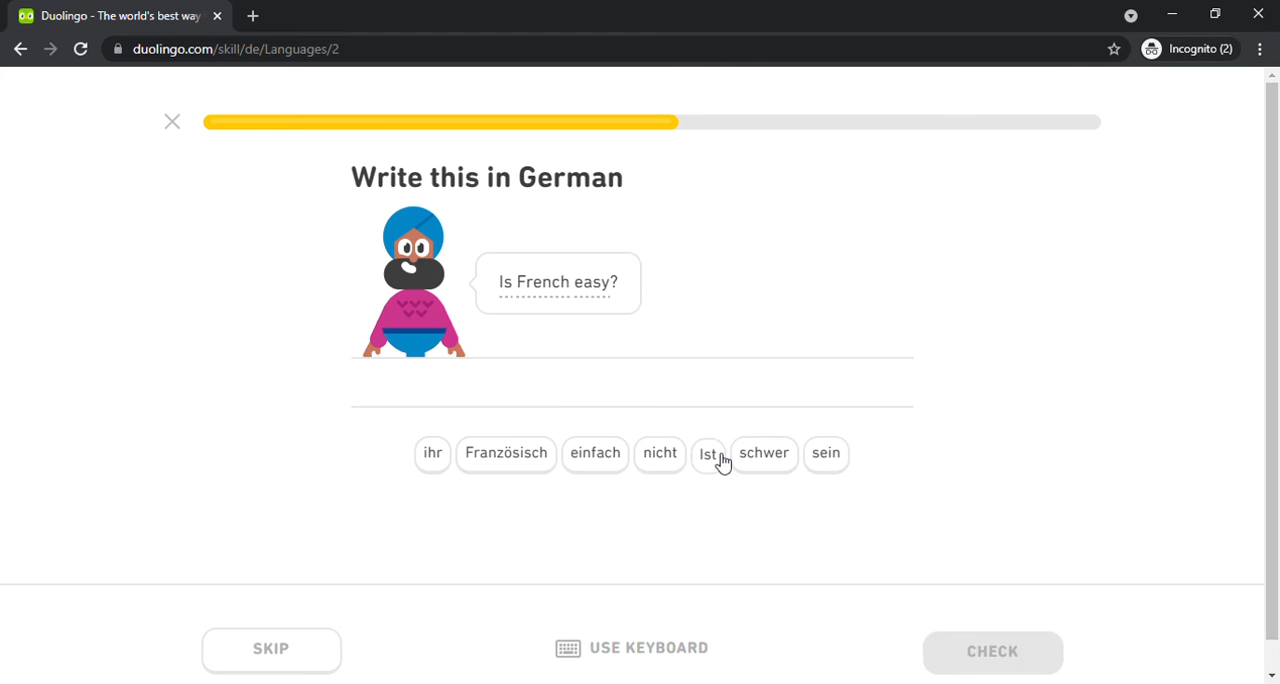 Duolingo - The world's best way
duolingo.com/skill/de/Languages/2
Incognito (2)
Write this in German
Is French easy?
ihr Französisch einfach nicht Ist schwer sein
SKIP USE KEYBOARD CHECK